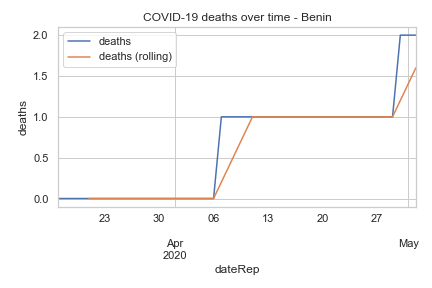 COVID-19 deaths over time - Benin
deaths
deaths (rolling)
2.0
1.5
1.0
0.5
0.0
deaths
23 30 06 13 20 27
Apr May
2020
dateRep